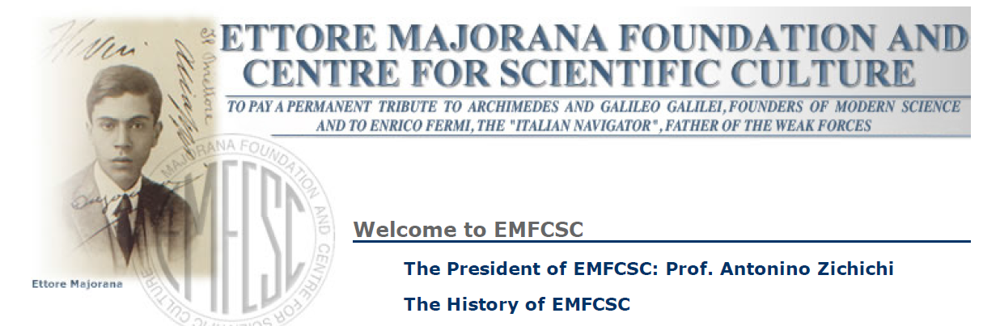 ETTORE MAJORANA FOUNDATION AND
CENTRE FOR SCIENTIFIC CULTURE
TO PAY A PERMANENT TRIBUTE TO ARCHIMEDES AND GALILEO GALILEI, FOUNDERS OF MODERN SCIENCE
AND TO ENRICO FERMI, THE "ITALIAN NAVIGATOR", FATHER OF THE WEAK FORCES
MAJORANA FOUNDATION AND CENTRE FOR SCIENTIFIC CULTURE
EMFCSC
Welcome to EMFCSC
The President of EMFCSC: Prof. Antonino Zichichi
The History of EMFCSC
Ettore Majorana